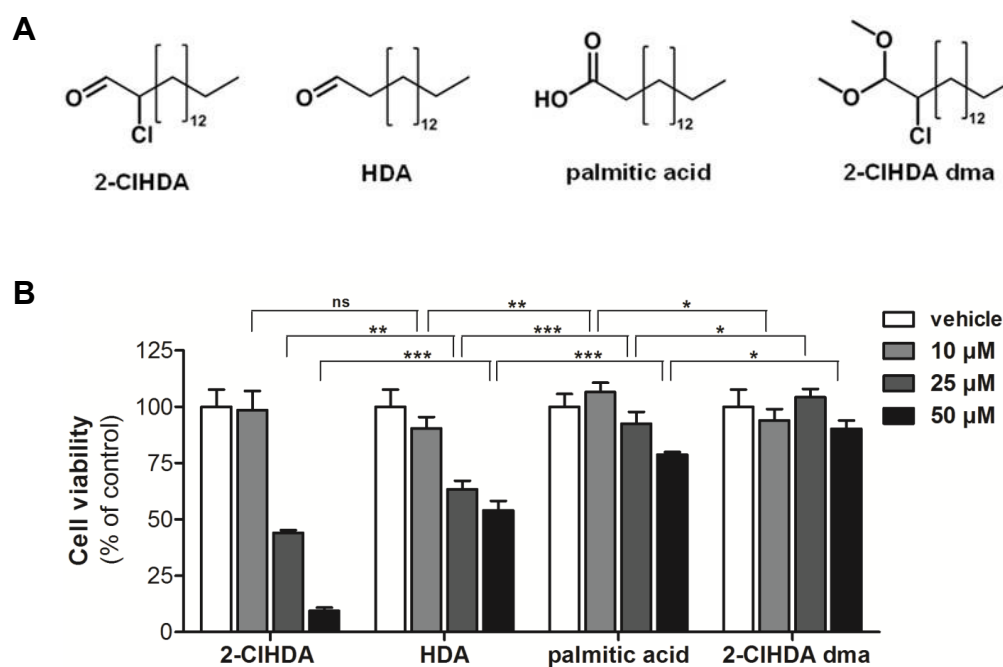 A
O
Cl
12
2-ClHDA
O
12
HDA
O
HO
12
palmitic acid
O
O
Cl
12
2-ClHDA dma
B
ns ** *
** *** *
*** *** *
vehicle
10 µM
25 µM
50 µM
Cell viability
(% of control)
125
100
75
50
25
0
2-ClHDA HDA palmitic acid 2-ClHDA dma